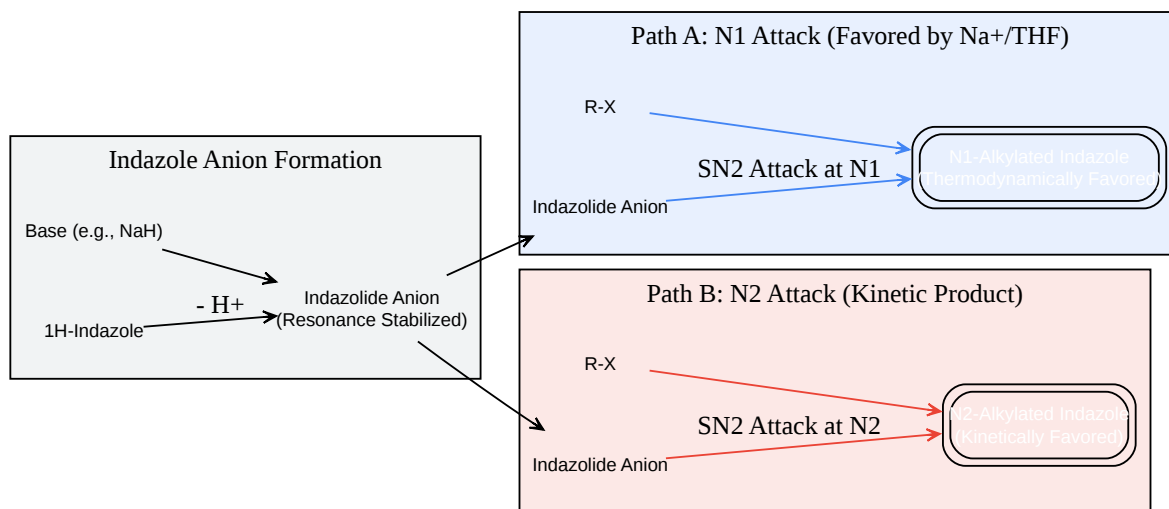 Indazole Anion Formation
Base (e.g., NaH)
- H+
1H-Indazole
Indazolide Anion
(Resonance Stabilized)
Path A: N1 Attack (Favored by Na+/THF)
R-X
SN2 Attack at N1
Indazolide Anion
N1-Alkylated Indazole
(Thermodynamically Favored)
Path B: N2 Attack (Kinetic Product)
R-X
SN2 Attack at N2
Indazolide Anion
N2-Alkylated Indazole
(Kinetically Favored)